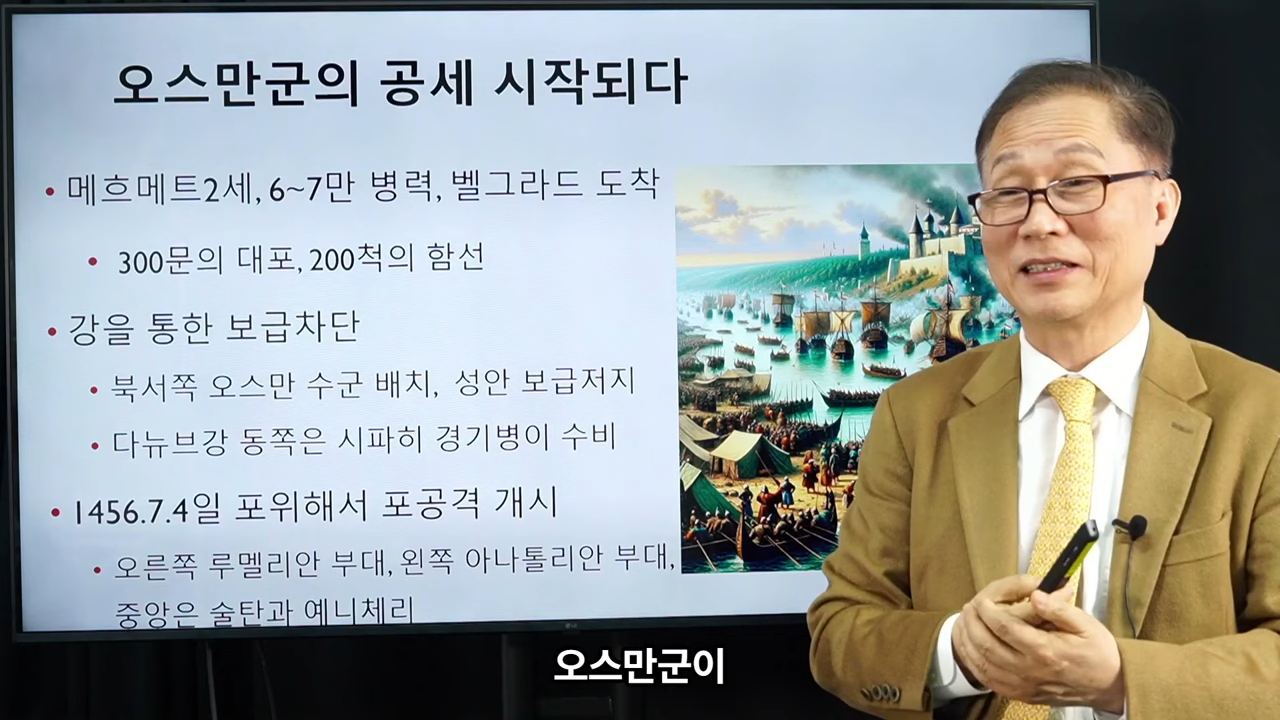 오스만군의 공세 시작되다
• 메흐메트2세, 6~7만 병력, 벨그라드 도착
• 300문의 대포, 200척의 함선
• 강을 통한 보급차단
• 북서쪽 오스만 수군 배치, 성안 보급저지
• 다뉴브강 동쪽은 시파히 경기병이 수비
• 1456.7.4일 포위해서 포공격 개시
• 오른쪽 루멜리안 부대, 왼쪽 아나톨리안 부대,
중앙은 술탄과 예니체리
오스만군이